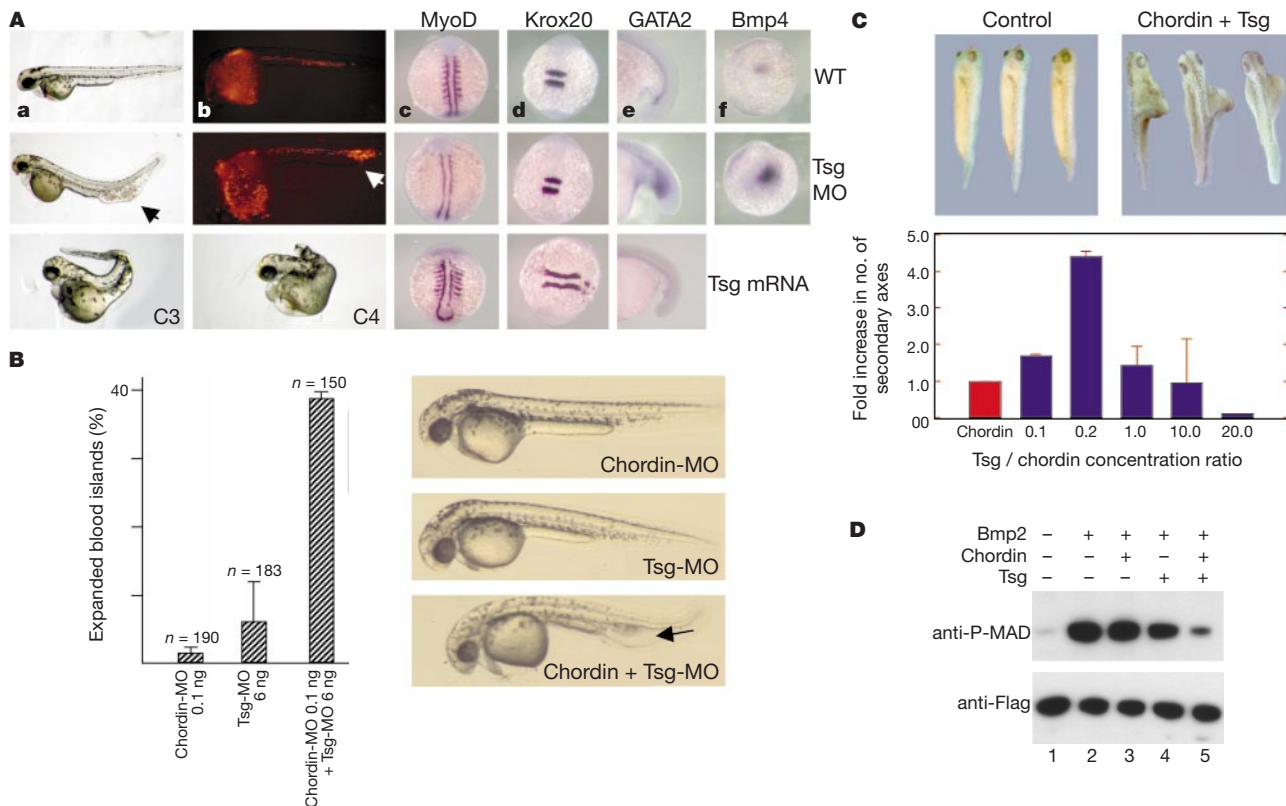 A
MyoD
Krox20
GATA2
Bmp4
a
b
c
d
e
f
WT
Tsg
MO
C3
C4
Tsg mRNA
B
Expanded blood islands (%)
40
n = 190
n = 183
n = 150
Chordin-MO
0.1 ng
Tsg-MO
6 ng
Chordin-MO 0.1 ng
+ Tsg-MO 6 ng
Chordin-MO
Tsg-MO
Chordin + Tsg-MO
C
Control
Chordin + Tsg
Fold increase in no. of
secondary axes
5.0
4.0
2.0
1.0
00
Chordin
0.1
0.2
1.0
10.0
20.0
Tsg / chordin concentration ratio
D
Bmp2 – + + + +
Chordin – – + – +
Tsg – – – + +
anti-P-MAD
anti-Flag
1 2 3 4 5